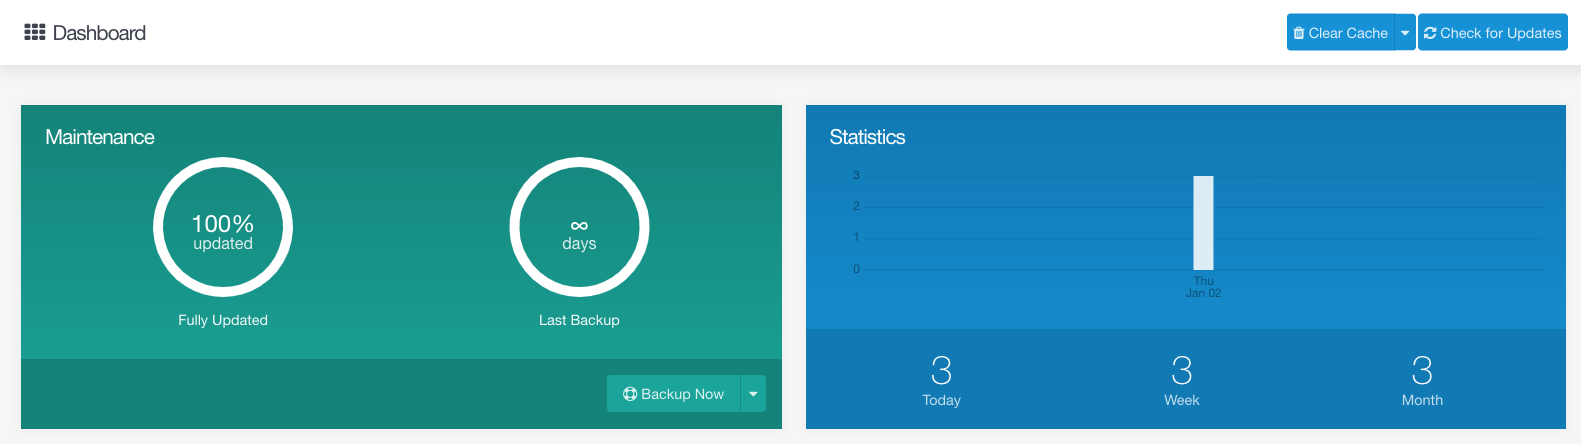 Dashboard
Clear Cache
Check for Updates
Maintenance
100%
updated
Fully Updated
∞
days
Last Backup
Backup Now
Statistics
3
2
1
0
Thu
Jan 02
3
Today
3
Week
3
Month